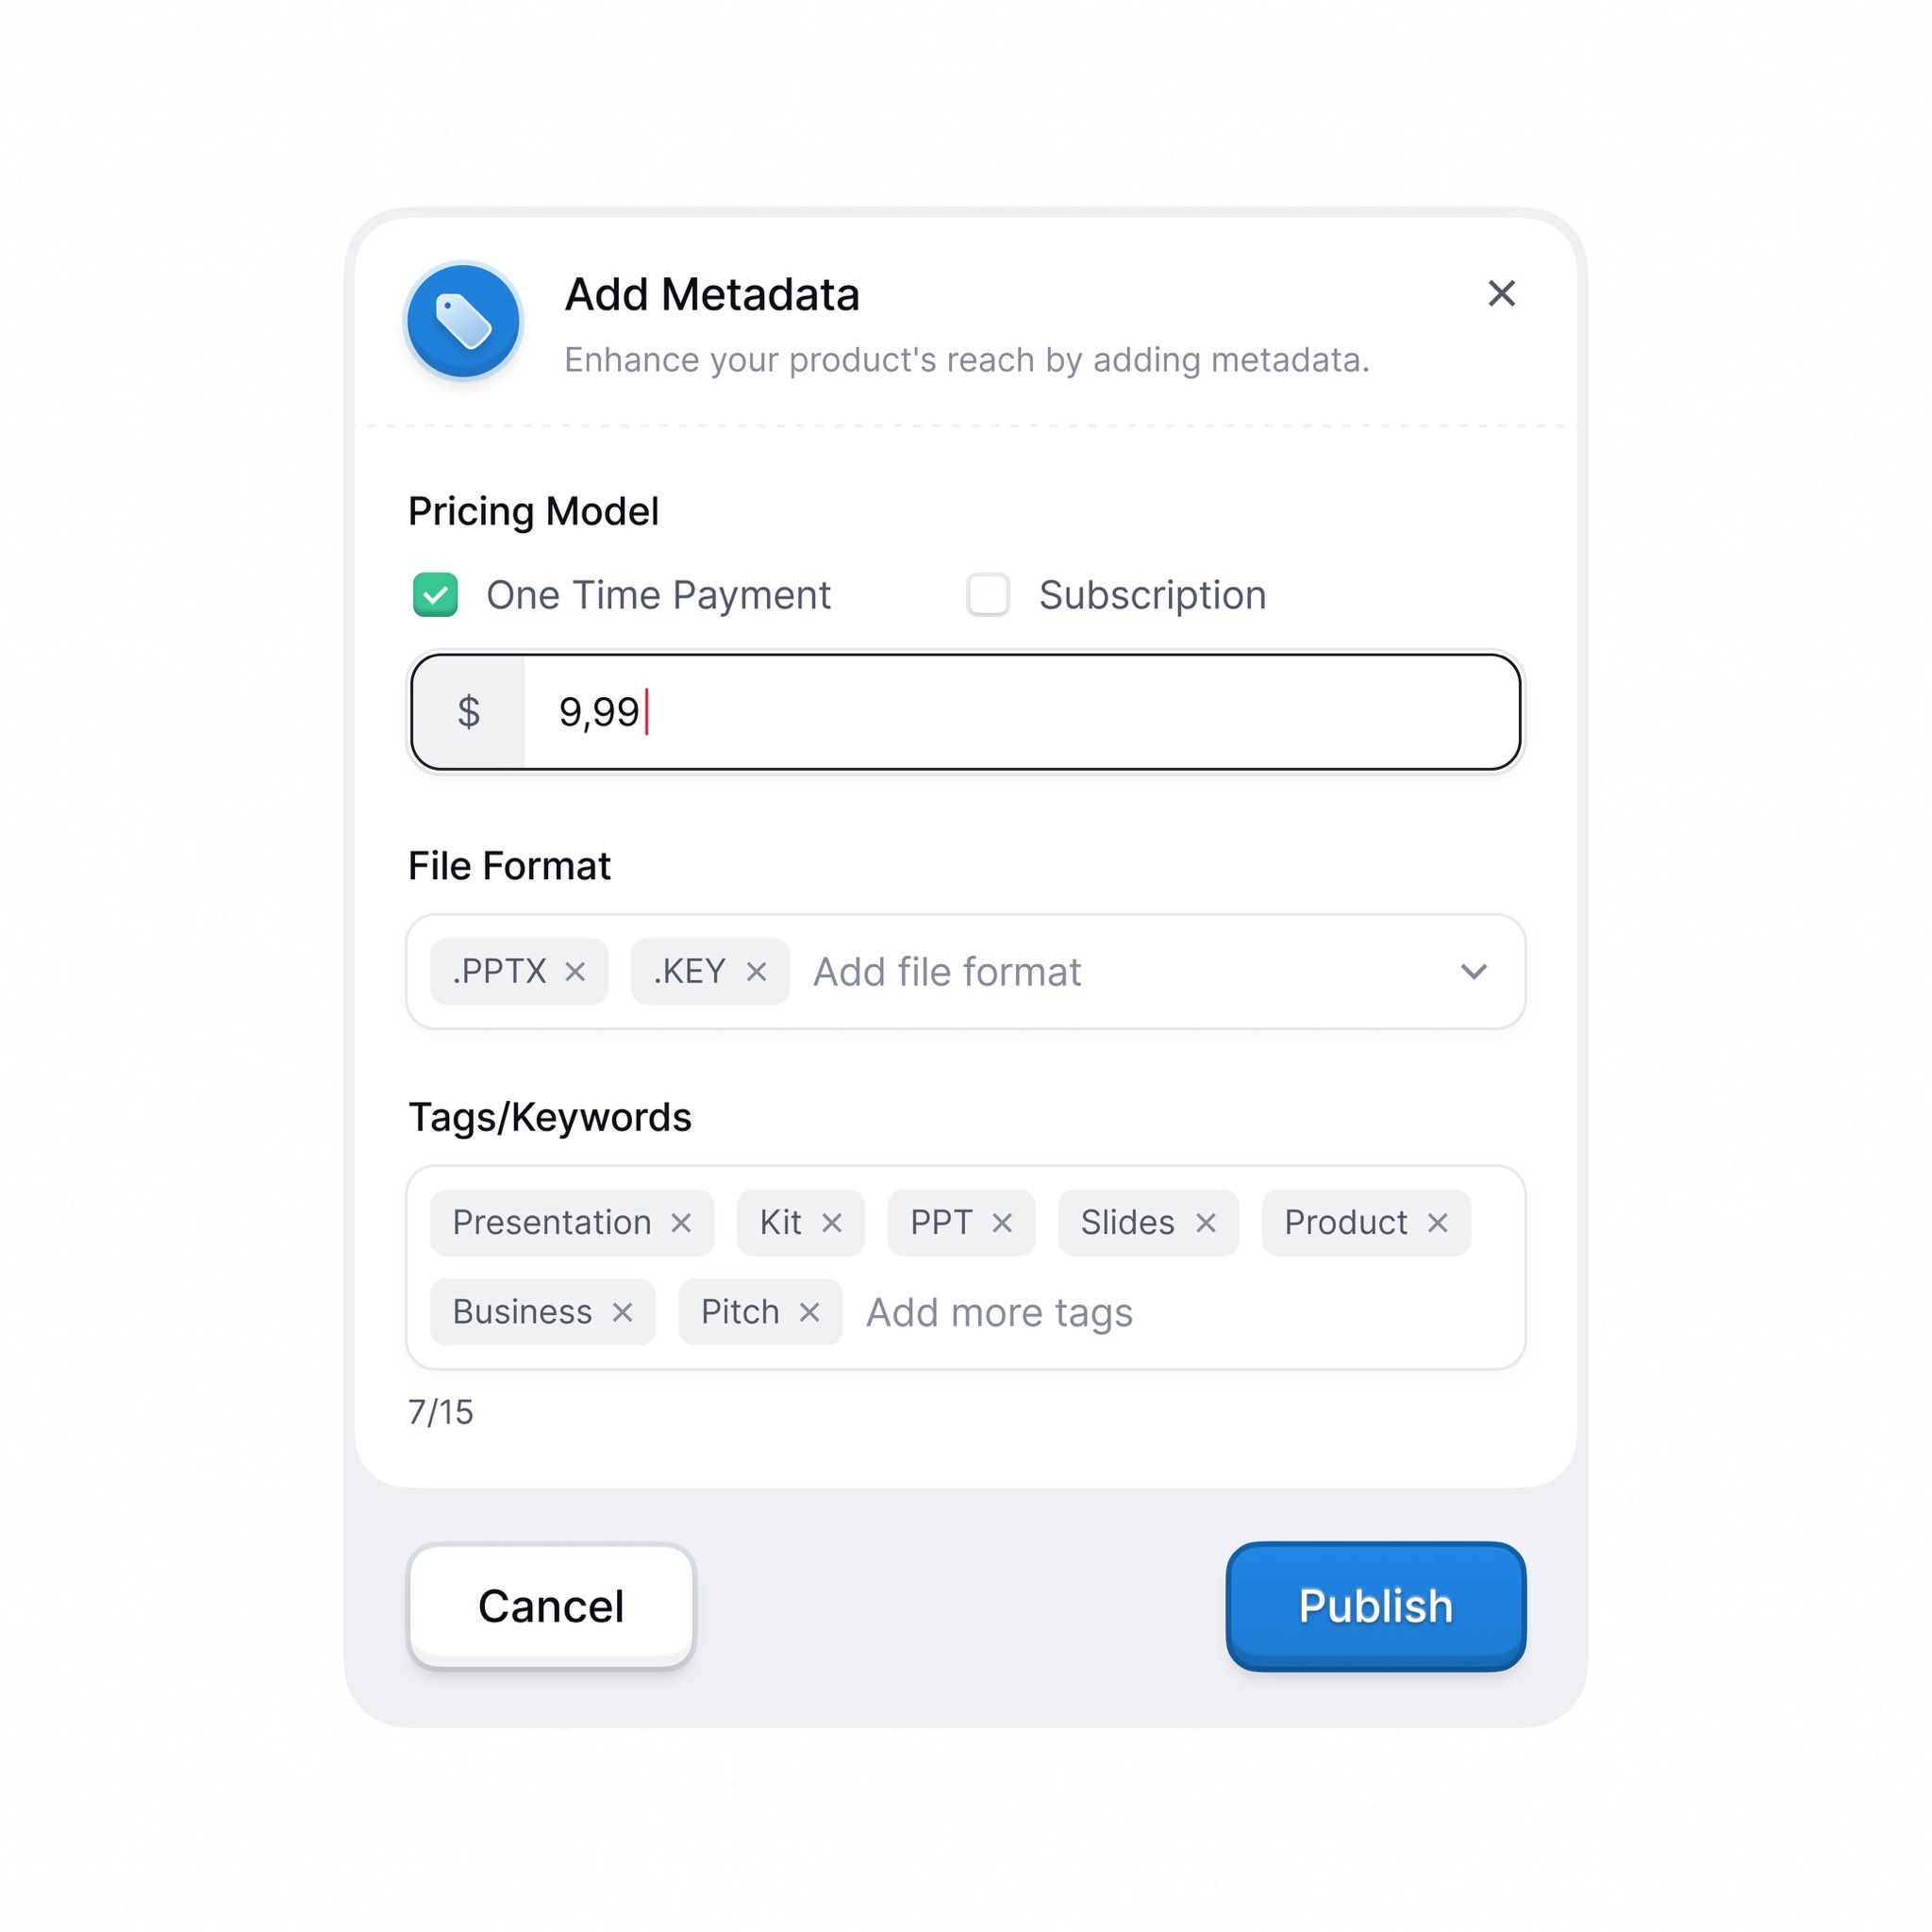 Add Metadata
Enhance your product's reach by adding metadata.
Pricing Model
One Time Payment Subscription
$ 9,99
File Format
.PPTX .KEY Add file format
Tags/Keywords
Presentation Kit PPT Slides Product
Business Pitch Add more tags
7/15
Cancel Publish